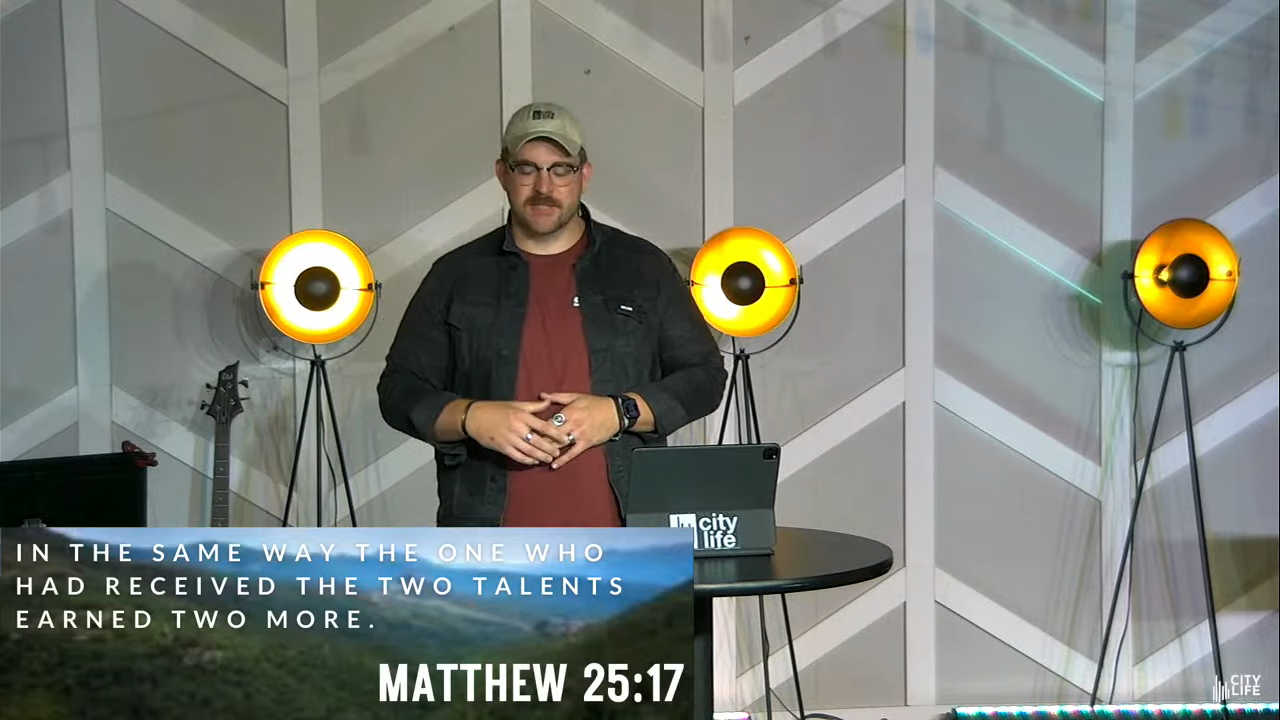 city
life
IN THE SAME WAY THE ONE WHO
HAD RECEIVED THE TWO TALENTS
EARNED TWO MORE.
MATTHEW 25:17
CITY
LIFE